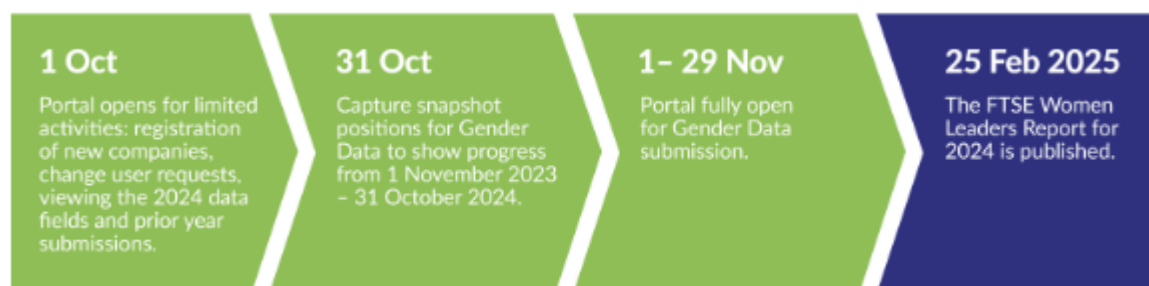 1 Oct
Portal opens for limited
activities: registration
of new companies,
change user requests,
viewing the 2024 data
fields and prior year
submissions.
31 Oct
Capture snapshot
positions for Gender
Data to show progress
from 1 November 2023
– 31 October 2024.
1– 29 Nov
Portal fully open
for Gender Data
submission.
25 Feb 2025
The FTSE Women
Leaders Report for
2024 is published.